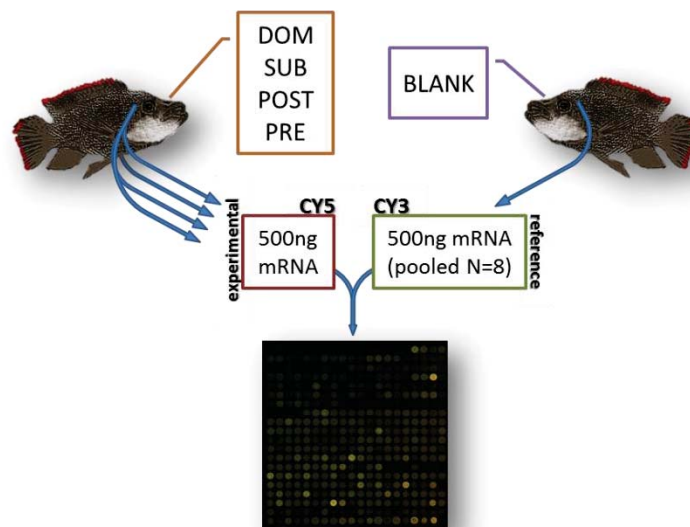 DOM
SUB
POST
PRE
BLANK
experimental
CY5
500ng
mRNA
CY3
500ng mRNA
(pooled N=8)
reference